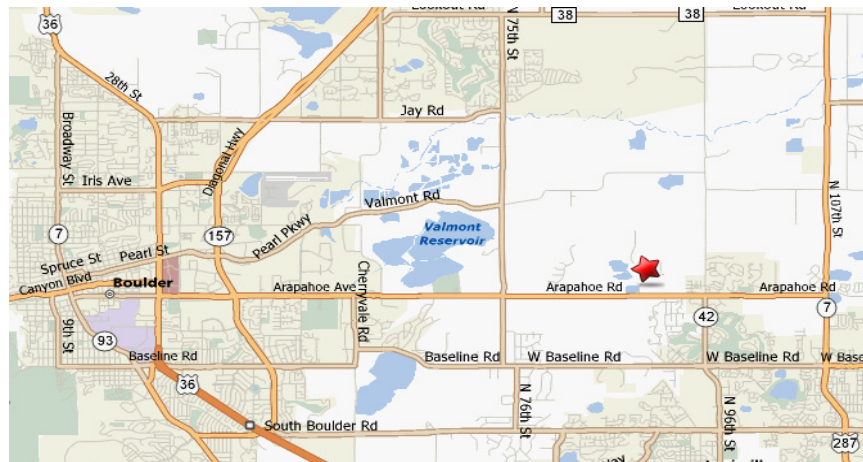 36
Lookout Rd
38
38
Lookout Rd
N 75th St
28th St
Jay Rd
Broadway St
Diagonal Hwy
Iris Ave
N 107th St
Valmont Rd
Valmont
Reservoir
7
157
Pearl Pkwy
Spruce St
Pearl St
Canyon Blvd
Boulder
Arapahoe Ave
Arapahoe Rd
Arapahoe Rd
Cherryvale Rd
42
7
9th St
93
Baseline Rd
Baseline Rd
W Baseline Rd
W Baseline Rd
W Base
36
N 76th St
N 96th St
South Boulder Rd
287